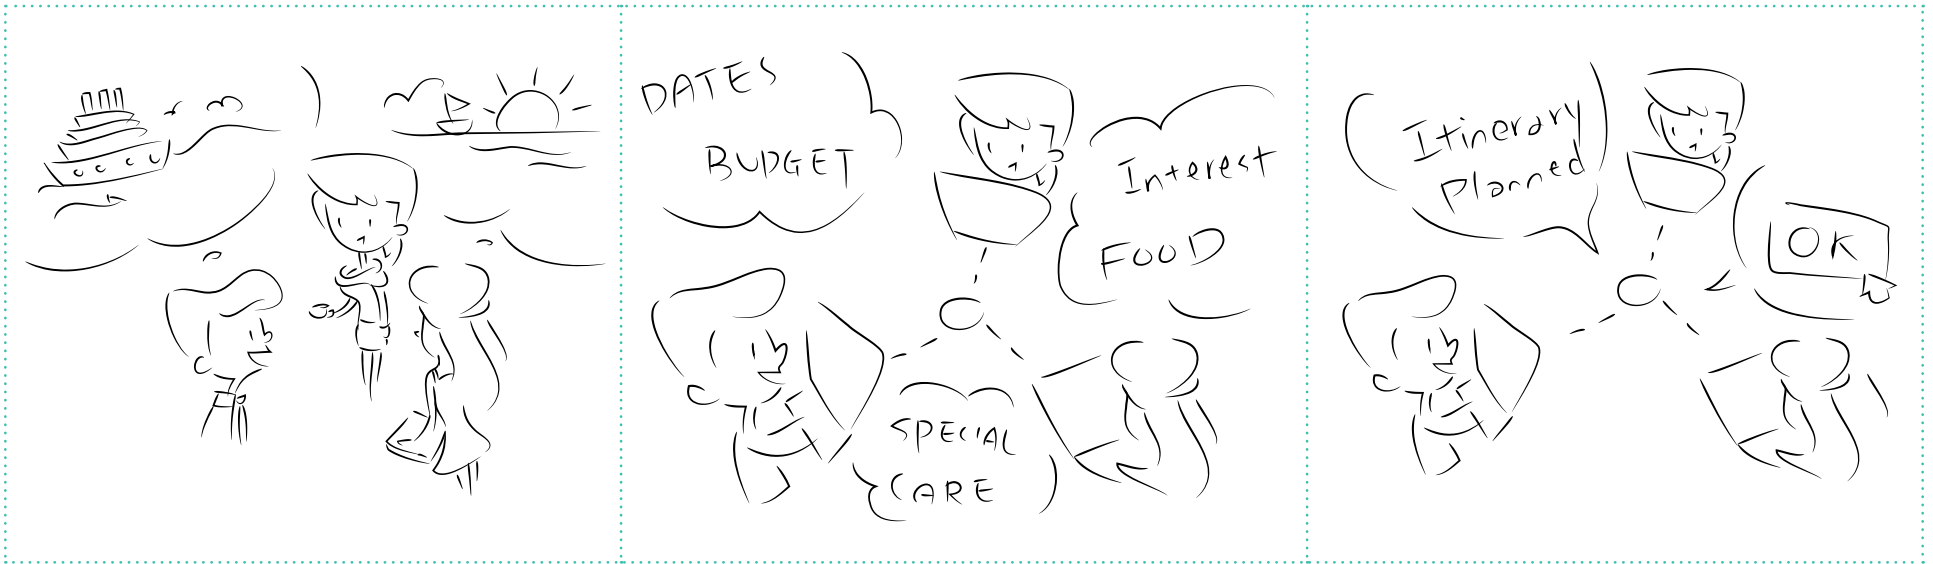 DATES
BUDGET
Interest
FOOD
SPECIAL
CARE
Itinerary
Planned
OK